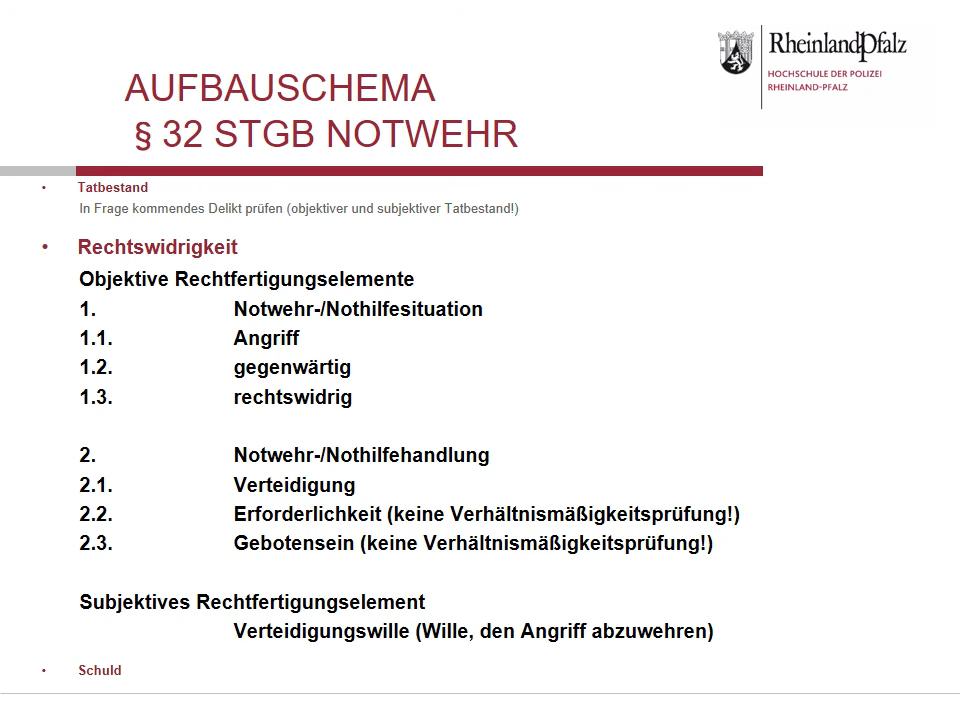 RheinlandPfalz
HOCHSCHULE DER POLIZEI
RHEINLAND-PFALZ
AUFBAUSCHEMA
§ 32 STGB NOTWEHR
• Tatbestand
In Frage kommendes Delikt prüfen (objektiver und subjektiver Tatbestand!)
• Rechtswidrigkeit
Objektive Rechtfertigungselemente
1. Notwehr-/Nothilfesituation
1.1. Angriff
1.2. gegenwärtig
1.3. rechtswidrig
2. Notwehr-/Nothilfehandlung
2.1. Verteidigung
2.2. Erforderlichkeit (keine Verhältnismäßigkeitsprüfung!)
2.3. Gebotensein (keine Verhältnismäßigkeitsprüfung!)
Subjektives Rechtfertigungselement
Verteidigungswille (Wille, den Angriff abzuwehren)
• Schuld